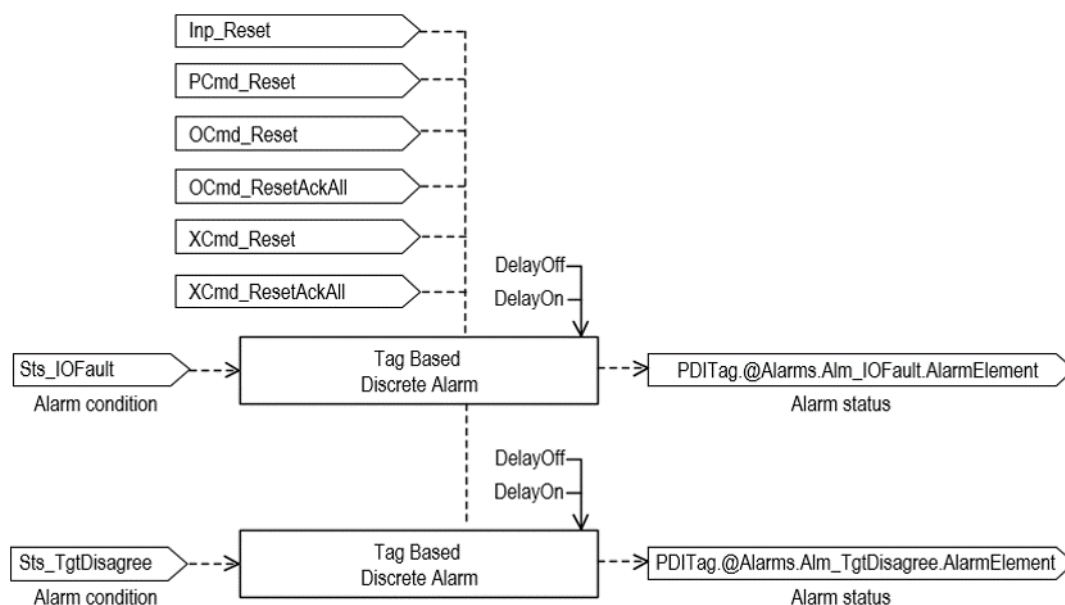 Inp_Reset
PCmd_Reset
OCmd_Reset
OCmd_ResetAckAll
XCmd_Reset
XCmd_ResetAckAll
DelayOff
DelayOn
Sts_IOFault
Tag Based
Discrete Alarm
PDITag.@Alarms.Alm_IOFault.AlarmElement
Alarm condition
Alarm status
DelayOff
DelayOn
Sts_TgtDisagree
Tag Based
Discrete Alarm
PDITag.@Alarms.Alm_TgtDisagree.AlarmElement
Alarm condition
Alarm status